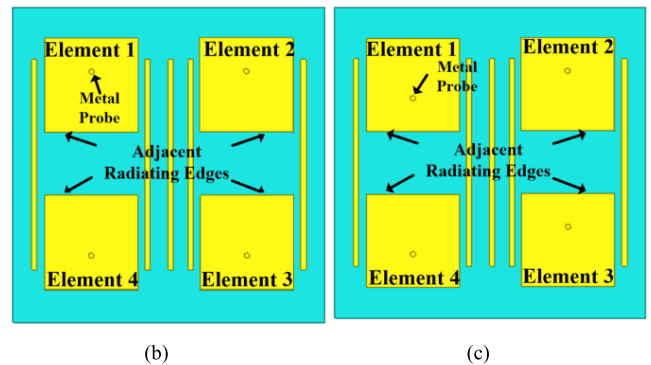 Element 1
Element 2
Metal
Probe
Adjacent
Radiating Edges
Element 4
Element 3
(b)
Element 1
Element 2
Metal
Probe
Adjacent
Radiating Edges
Element 4
Element 3
(c)